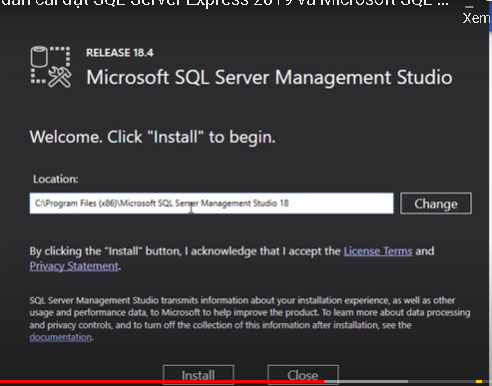 dẫn cài đặt SQL Server Express 2019 và Microsoft SQL ...
Xem
RELEASE 18.4
Microsoft SQL Server Management Studio
Welcome. Click "Install" to begin.
Location:
C:\Program Files (x86)\Microsoft SQL Server Management Studio 18
Change
By clicking the "Install" button, I acknowledge that I accept the License Terms and
Privacy Statement.
SQL Server Management Studio transmits information about your installation experience, as well as other
usage and performance data, to Microsoft to help improve the product. To learn more about data processing
and privacy controls, and to turn off the collection of this information after installation, see the
documentation.
Install
Close